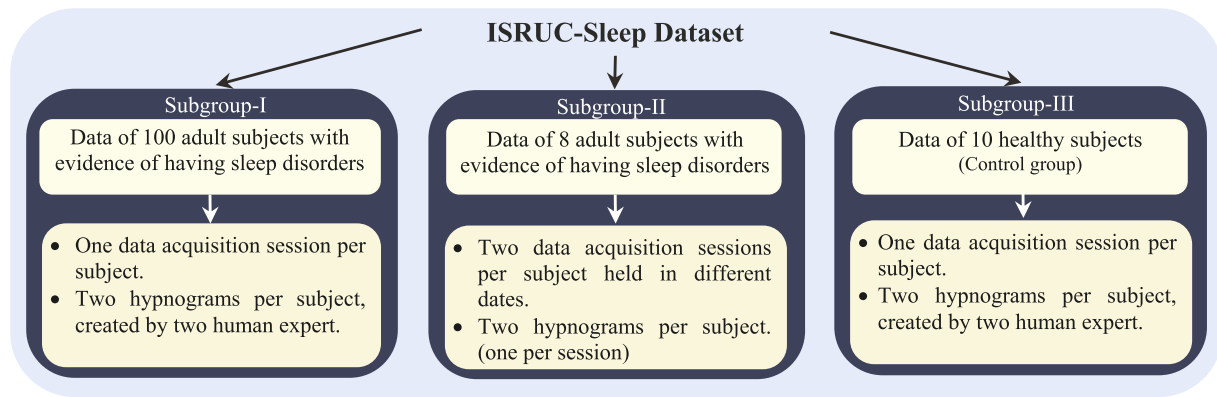 ISRUC-Sleep Dataset
Subgroup-I
Data of 100 adult subjects with
evidence of having sleep disorders
• One data acquisition session per
subject.
• Two hypnograms per subject,
created by two human expert.
Subgroup-II
Data of 8 adult subjects with
evidence of having sleep disorders
• Two data acquisition sessions
per subject held in different
dates.
• Two hypnograms per subject.
(one per session)
Subgroup-III
Data of 10 healthy subjects
(Control group)
• One data acquisition session per
subject.
• Two hypnograms per subject,
created by two human expert.